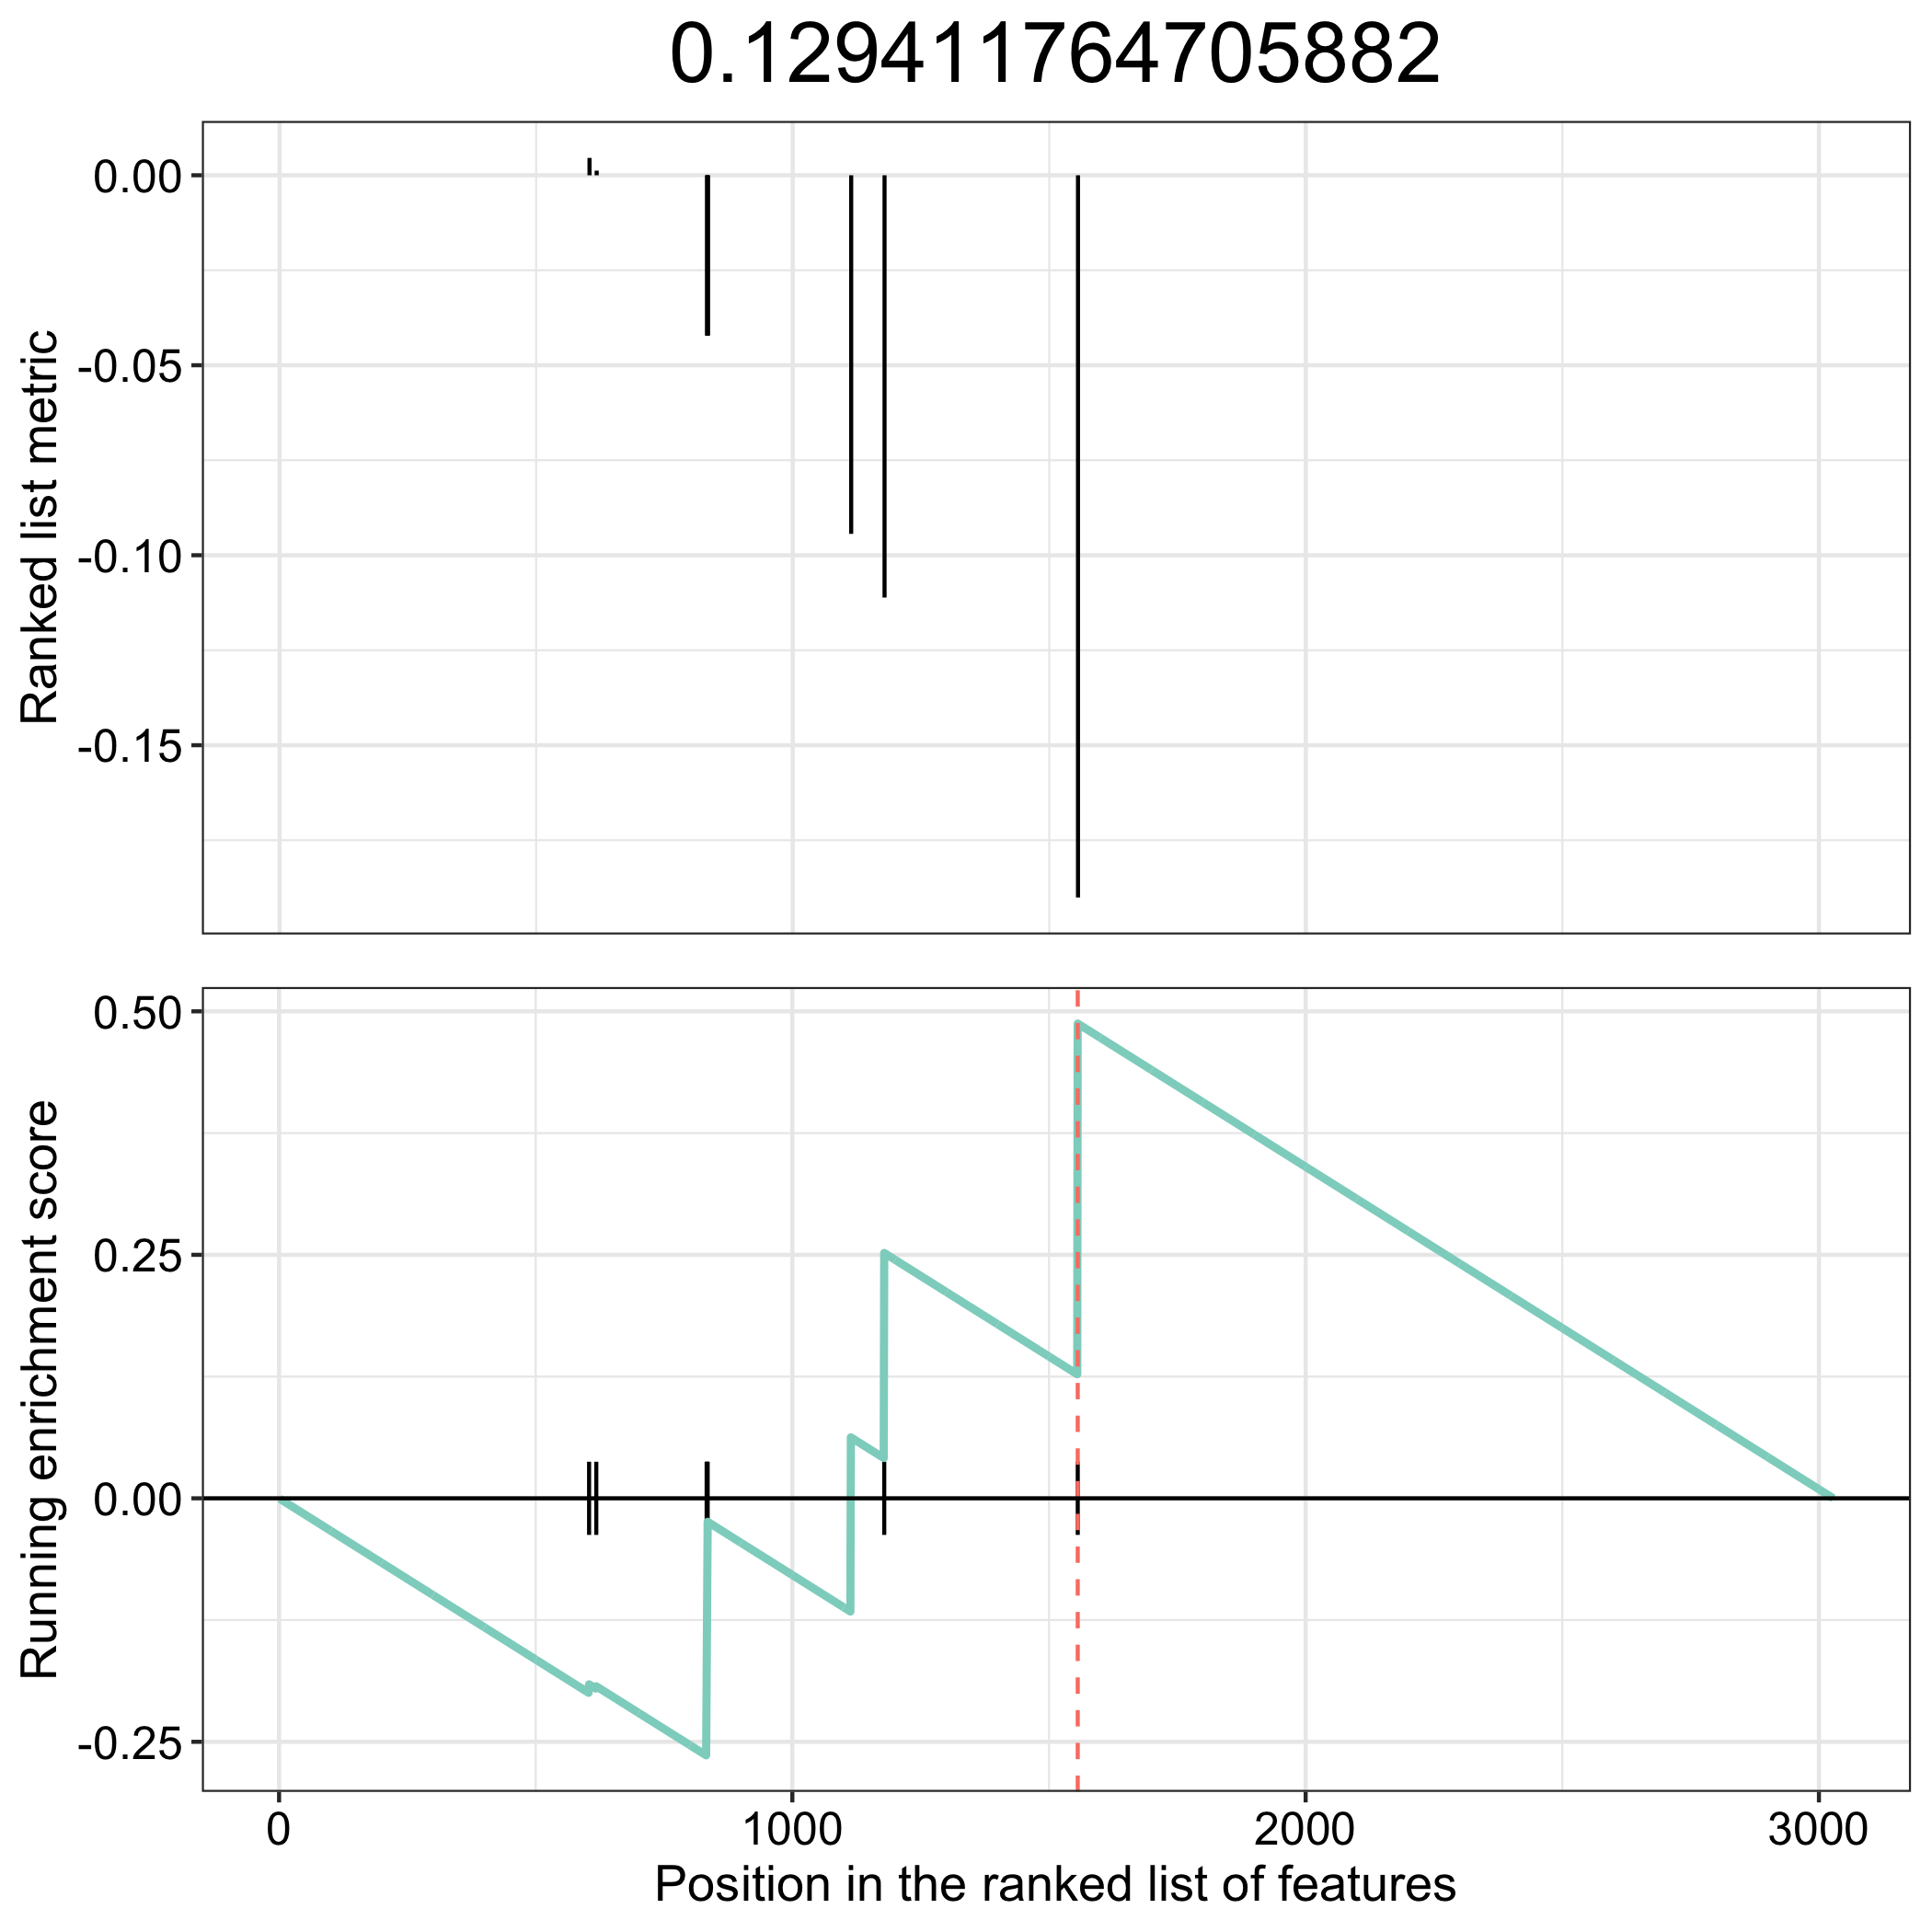 0.129411764705882
Ranked list metric
0.00
-0.05
-0.10
-0.15
Running enrichment score
0.50
0.25
0.00
-0.25
0 1000 2000 3000
Position in the ranked list of features